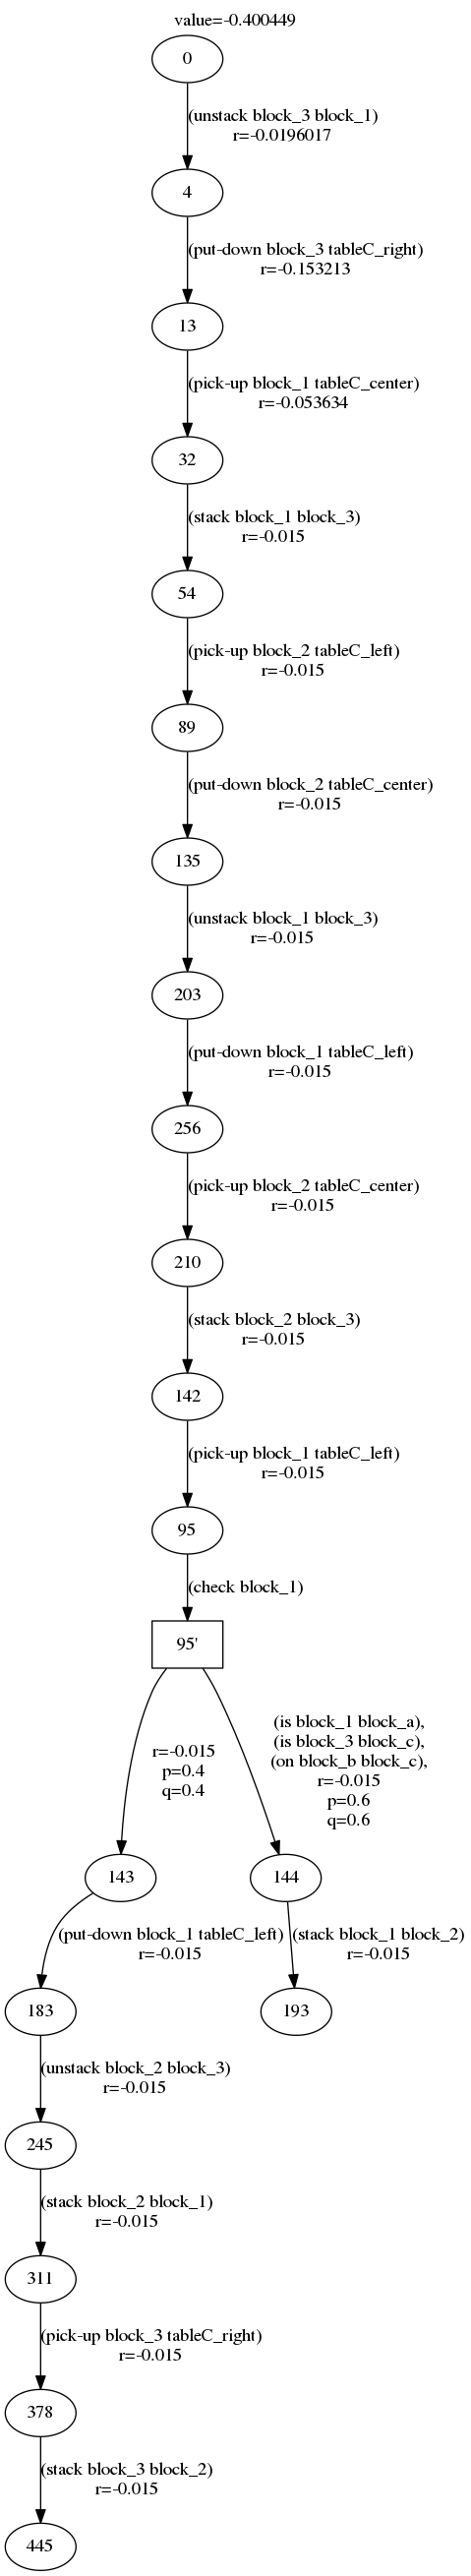 value=-0.400449
0
(unstack block_3 block_1)
r=-0.0196017
4
(put-down block_3 tableC_right)
r=-0.153213
13
(pick-up block_1 tableC_center)
r=-0.053634
32
(stack block_1 block_3)
r=-0.015
54
(pick-up block_2 tableC_left)
r=-0.015
89
(put-down block_2 tableC_center)
r=-0.015
135
(unstack block_1 block_3)
r=-0.015
203
(put-down block_1 tableC_left)
r=-0.015
256
(pick-up block_2 tableC_center)
r=-0.015
210
(stack block_2 block_3)
r=-0.015
142
(pick-up block_1 tableC_left)
r=-0.015
95
(check block_1)
95'
r=-0.015
p=0.4
q=0.4
(is block_1 block_a),
(is block_3 block_c),
(on block_b block_c),
r=-0.015
p=0.6
q=0.6
143
144
(put-down block_1 tableC_left)
r=-0.015
(stack block_1 block_2)
r=-0.015
183
193
(unstack block_2 block_3)
r=-0.015
245
(stack block_2 block_1)
r=-0.015
311
(pick-up block_3 tableC_right)
r=-0.015
378
(stack block_3 block_2)
r=-0.015
445